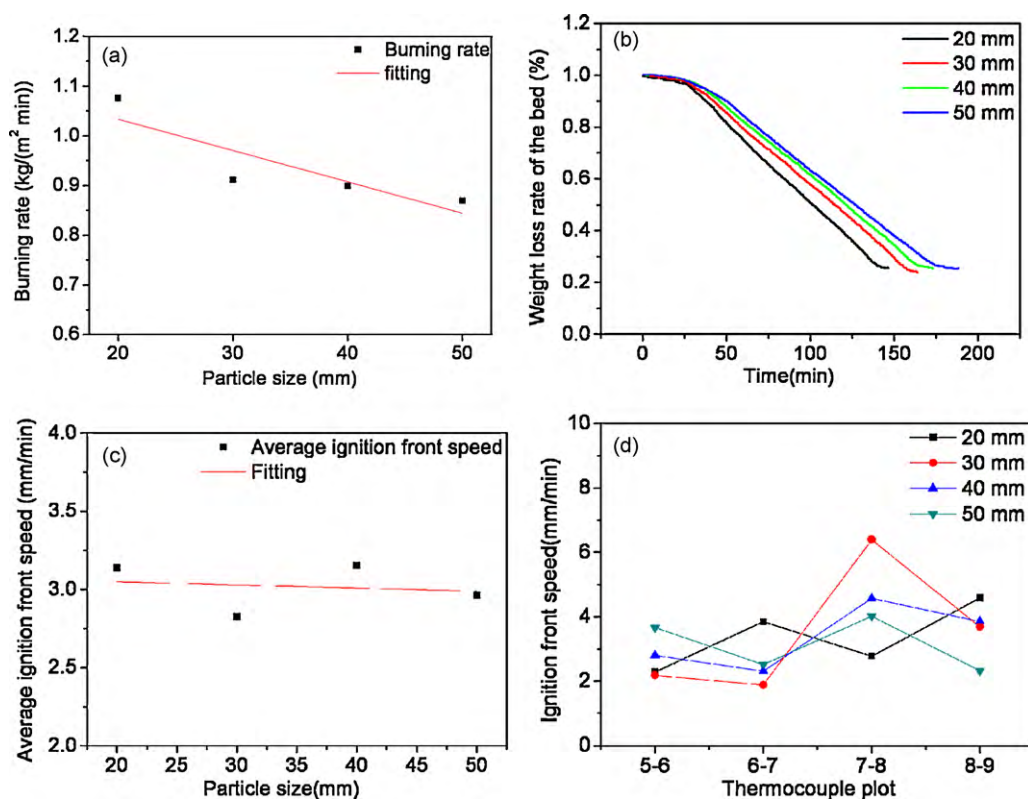 (a)
Burning rate
fitting
Burning rate (kg/(m² min))
1.2
1.1
1.0
0.9
0.8
0.7
0.6
20
30
40
50
Particle size (mm)
(b)
20 mm
30 mm
40 mm
50 mm
Weight loss rate of the bed (%)
1.2
1.0
0.8
0.6
0.4
0.2
0.0
0
50
100
150
200
Time(min)
(c)
Average ignition front speed
Fitting
Average ignition front speed (mm/min)
4.0
3.5
3.0
2.5
2.0
20
25
30
35
40
45
50
Particle size(mm)
(d)
20 mm
30 mm
40 mm
50 mm
Ignition front speed(mm/min)
10
8
6
4
2
0
5-6
6-7
7-8
8-9
Thermocouple plot